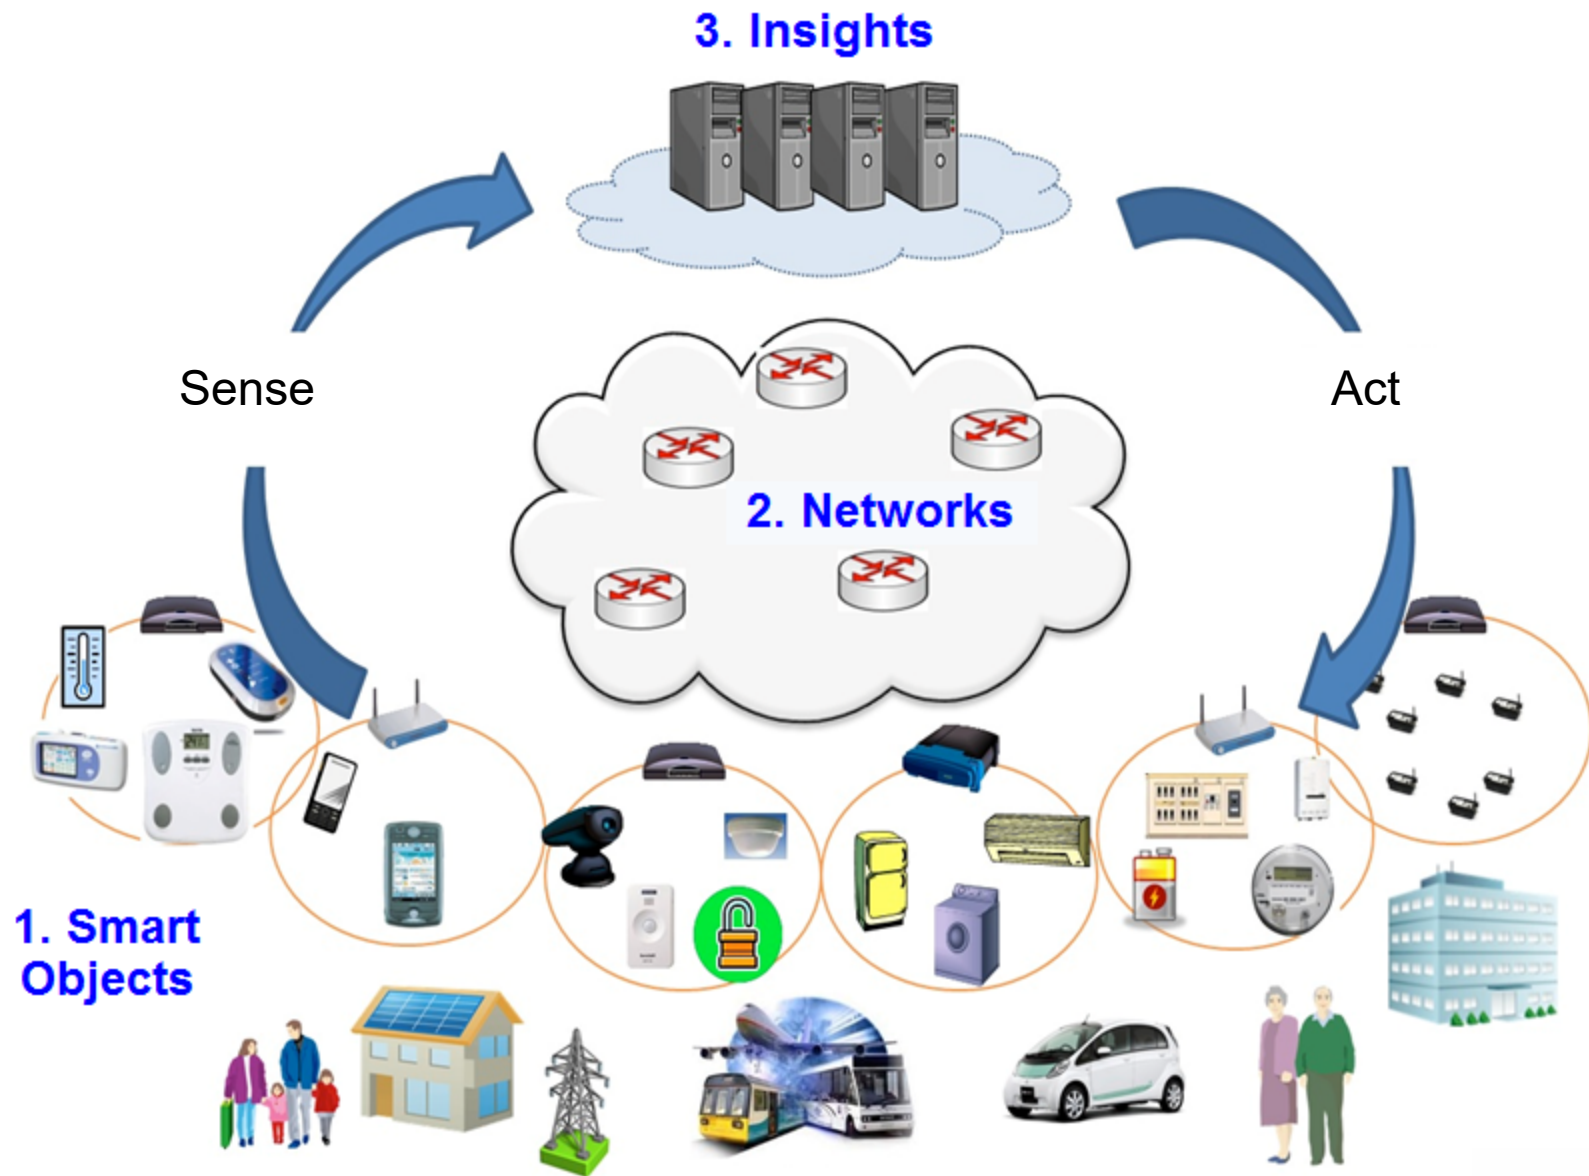 3. Insights
Sense
Act
2. Networks
1. Smart
Objects